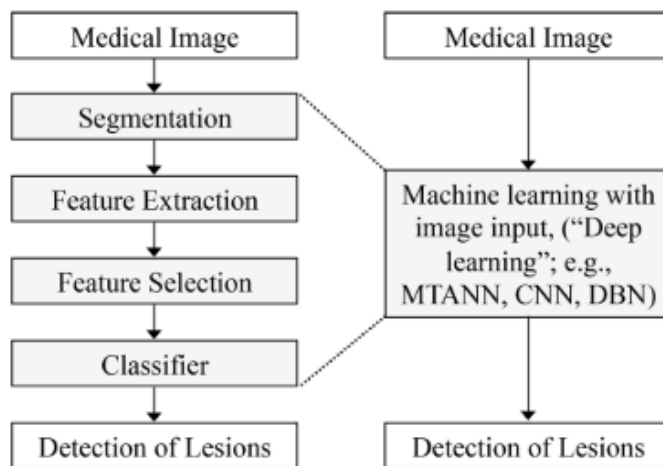 Medical Image
Segmentation
Feature Extraction
Feature Selection
Classifier
Detection of Lesions
Medical Image
Machine learning with
image input, (“Deep
learning”; e.g.,
MTANN, CNN, DBN)
Detection of Lesions